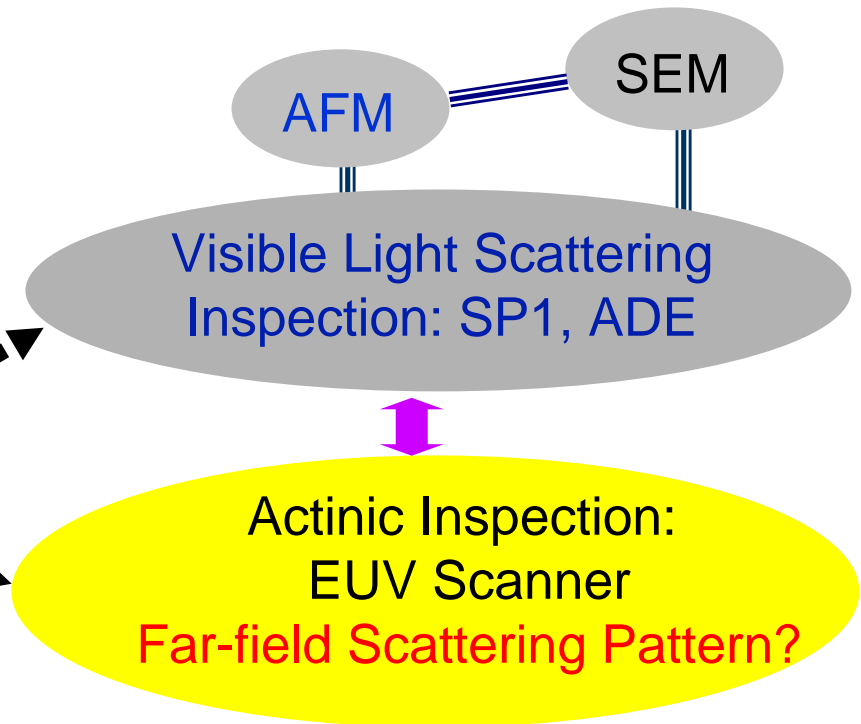 AFM
SEM
Visible Light Scattering
Inspection: SP1, ADE
Actinic Inspection:
EUV Scanner
Far-field Scattering Pattern?